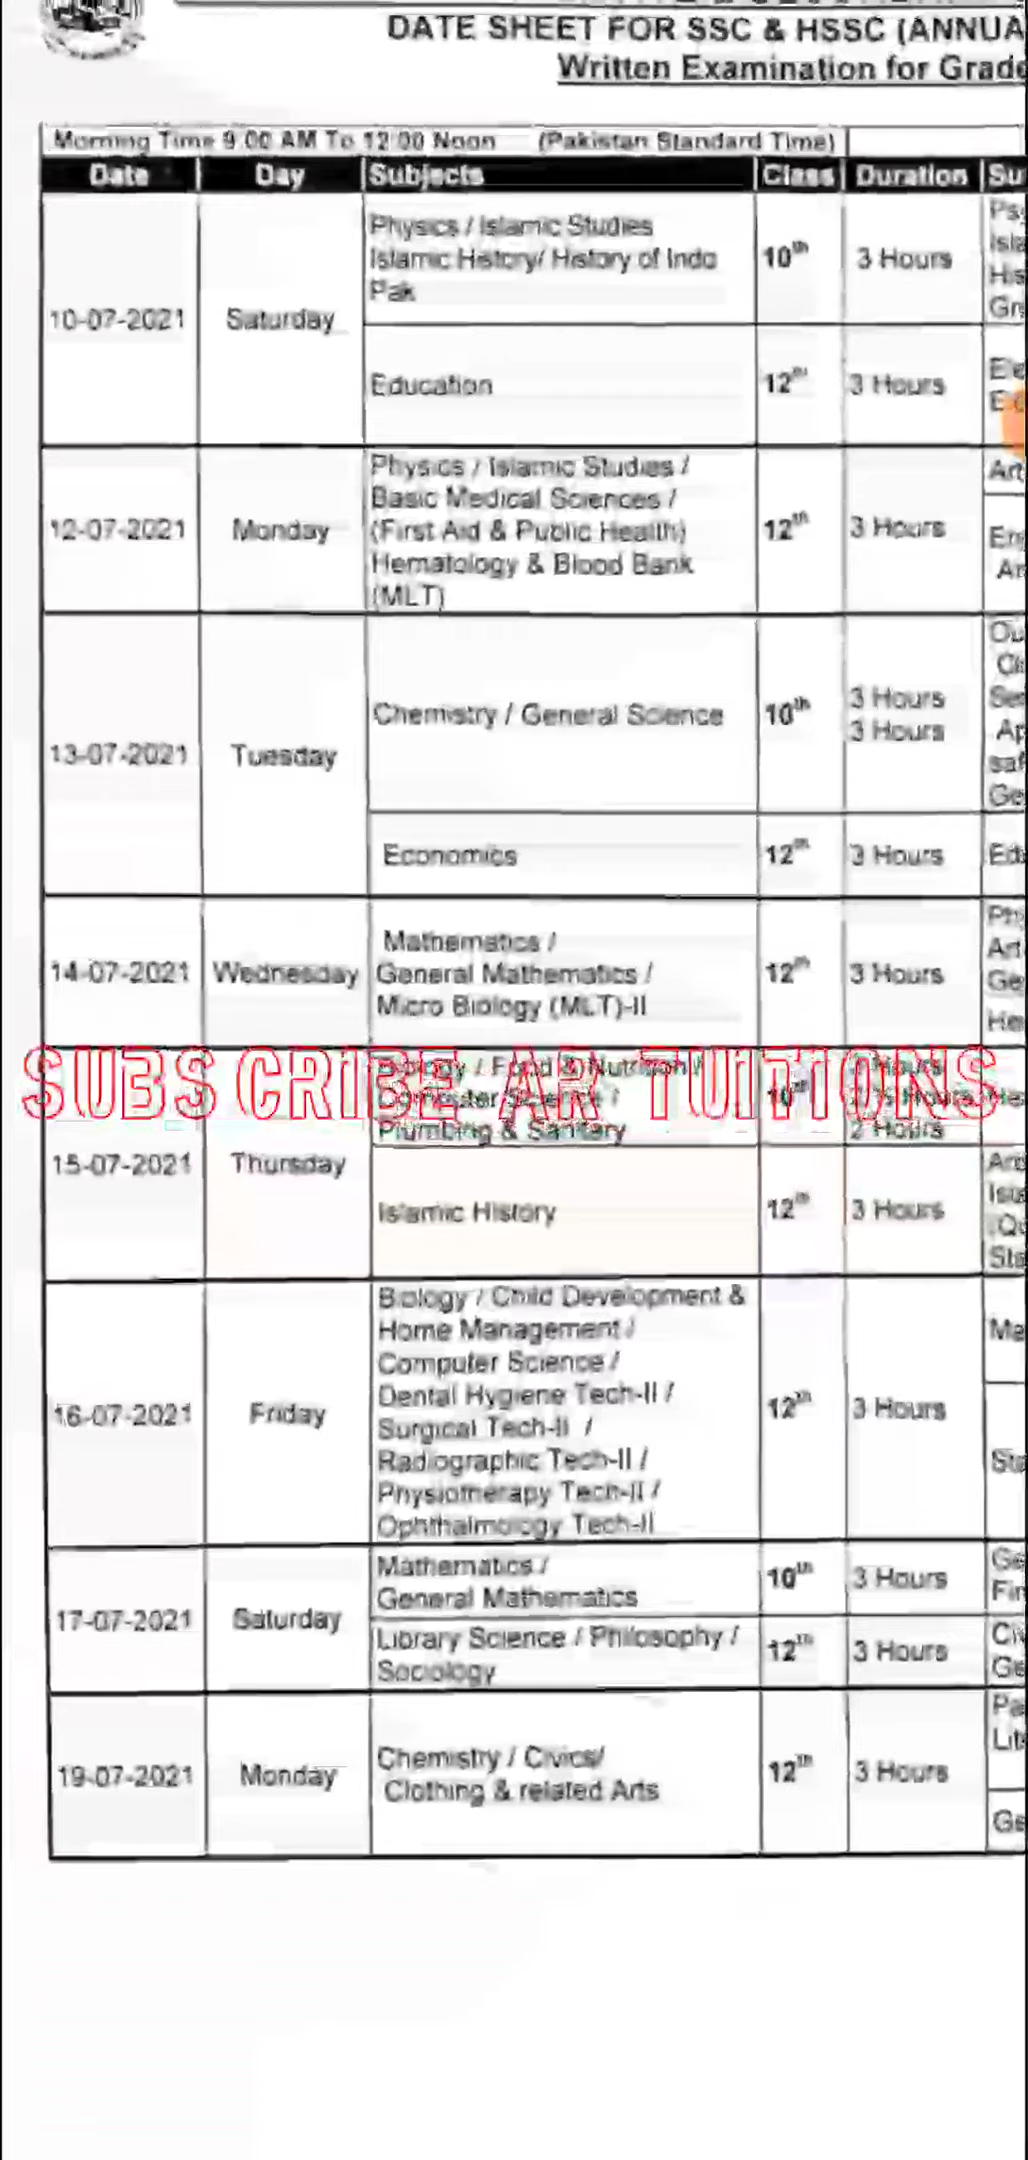 DATE SHEET FOR SSC & HSSC (ANNUA
Written Examination for Grade
Morning Time 9:00 AM To 12:00 Noon (Pakistan Standard Time)
Date Day Subjects Class Duration Su
Physics / Islamic Studies
Islamic History/ History of Indo
Pak
10th 3 Hours
10-07-2021 Saturday
Education 12th 3 Hours
Physics / Islamic Studies /
Basic Medical Sciences /
(First Aid & Public Health)
Hematology & Blood Bank
(MLT)
12-07-2021 Monday 12th 3 Hours
Art
Chemistry / General Science 10th 3 Hours
3 Hours
13-07-2021 Tuesday
Economics 12th 3 Hours
Mathematics /
General Mathematics /
Micro Biology (MLT)-II
14-07-2021 Wednesday 12th 3 Hours
SUBSCRIBE AR TUITIONS
Biology / Food & Nutrition /
Computer Science /
Plumbing & Sanitary
10th
2 Hours
15-07-2021 Thursday
Islamic History 12th 3 Hours
Biology / Child Development &
Home Management /
Computer Science /
Dental Hygiene Tech-II /
Surgical Tech-II /
Radiographic Tech-II /
Physiotherapy Tech-II /
Ophthalmology Tech-II
16-07-2021 Friday 12th 3 Hours
Mathematics /
General Mathematics
10th 3 Hours
17-07-2021 Saturday
Library Science / Philosophy /
Sociology
12th 3 Hours
Chemistry / Civics/
Clothing & related Arts
19-07-2021 Monday 12th 3 Hours